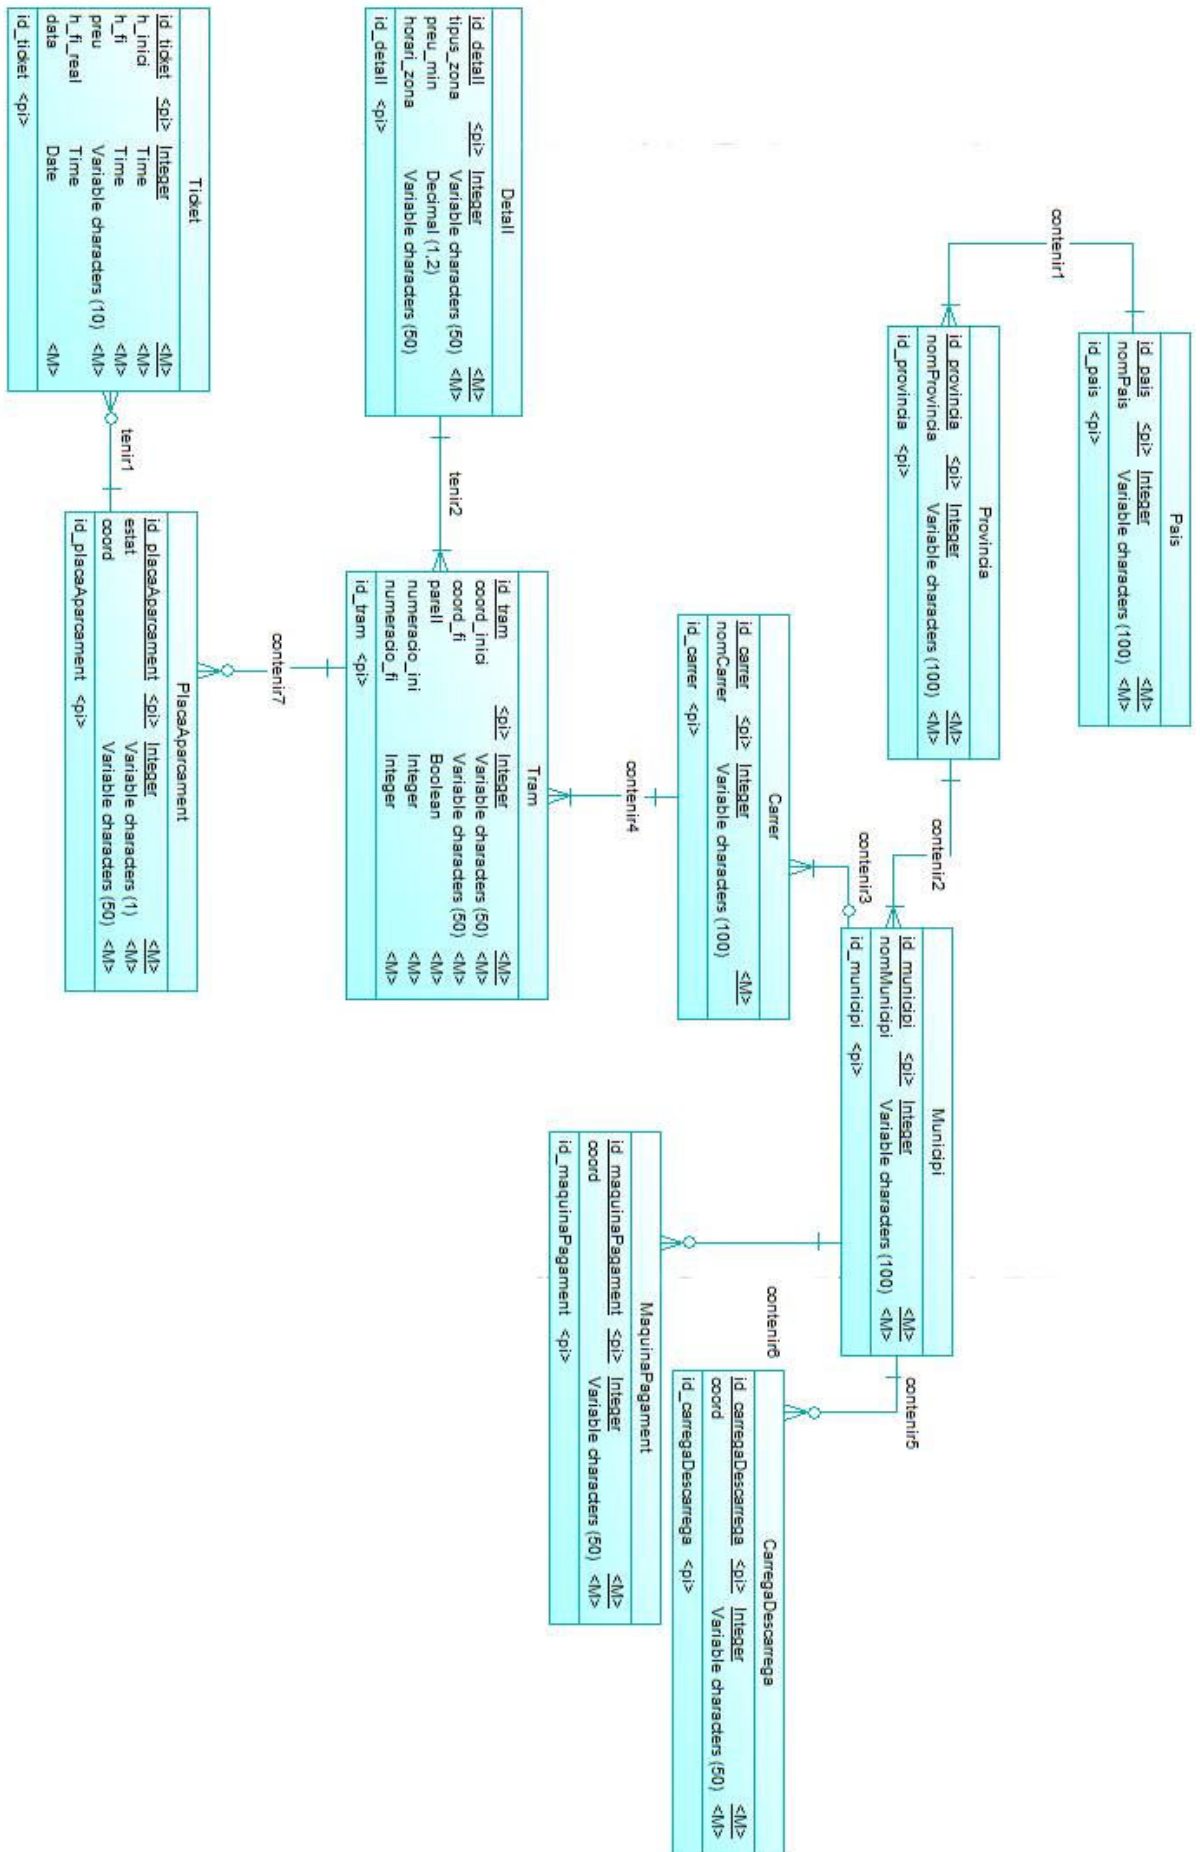 Pais
id_pais <pi> Integer <M>
nomPais Variable characters (100) <M>
id_pais <pi>
contenir1
Provincia
id_provincia <pi> Integer <M>
nomProvincia Variable characters (100) <M>
id_provincia <pi>
contenir2
Municipi
id_municipi <pi> Integer <M>
nomMunicipi Variable characters (100) <M>
id_municipi <pi>
contenir3
contenir5
contenir6
Carrer
id_carrer <pi> Integer <M>
nomCarrer Variable characters (100)
id_carrer <pi>
CarregaDescarrega
id_carregaDescarrega <pi> Integer <M>
coord Variable characters (50) <M>
id_carregaDescarrega <pi>
contenir4
MaquinaPagament
id_maquinaPagament <pi> Integer <M>
coord Variable characters (50) <M>
id_maquinaPagament <pi>
Detall
id_detall <pi> Integer <M>
tipus_zona Variable characters (50) <M>
preu_min Decimal (1,2)
horari_zona Variable characters (50)
id_detall <pi>
tenir2
Tram
id_tram <pi> Integer <M>
coord_inici Variable characters (50) <M>
coord_fi Variable characters (50) <M>
parell Boolean <M>
numeracio_ini Integer <M>
numeracio_fi Integer <M>
id_tram <pi>
contenir7
Ticket
id_ticket <pi> Integer <M>
h_inici Time <M>
h_fi Time <M>
preu Variable characters (10) <M>
h_fi_real Time
data Date <M>
id_ticket <pi>
tenir1
PlacaAparcament
id_placaAparcament <pi> Integer <M>
estat Variable characters (1) <M>
coord Variable characters (50) <M>
id_placaAparcament <pi>